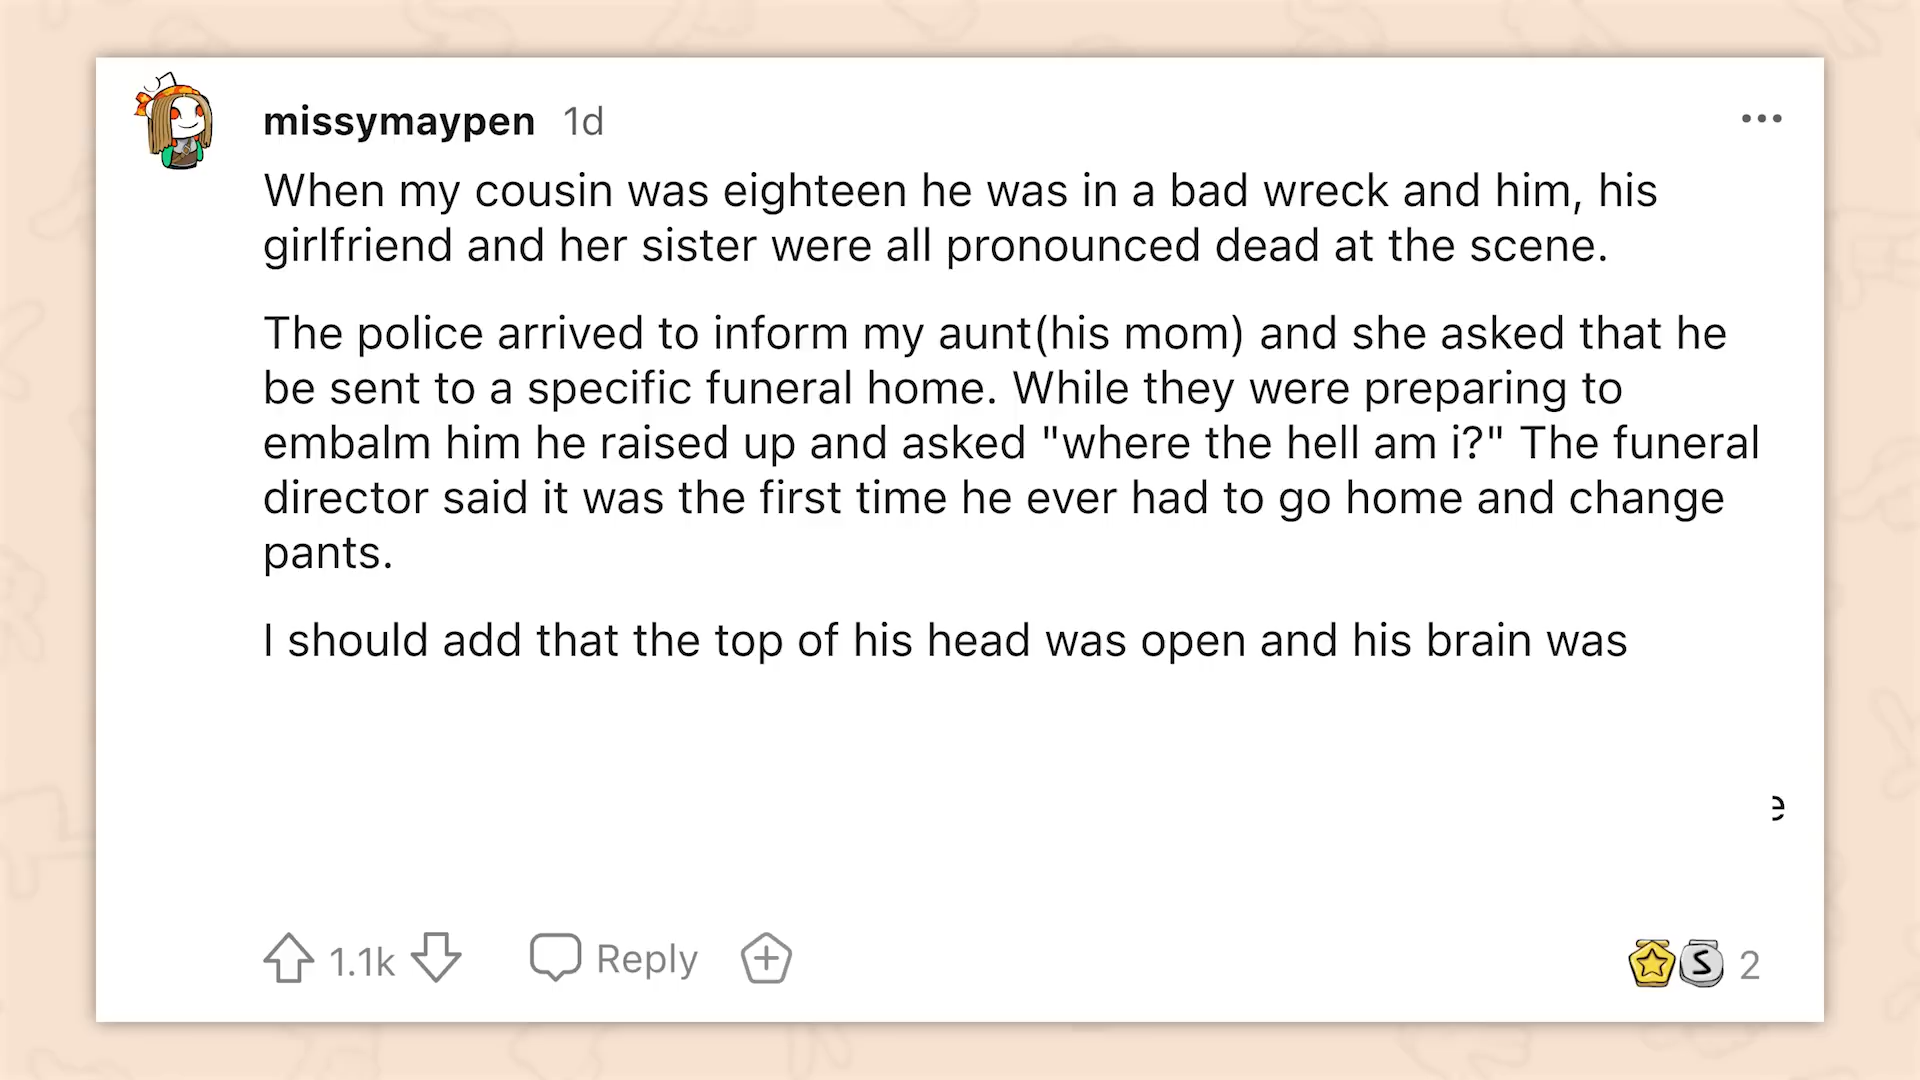 missymaypen 1d
When my cousin was eighteen he was in a bad wreck and him, his
girlfriend and her sister were all pronounced dead at the scene.
The police arrived to inform my aunt(his mom) and she asked that he
be sent to a specific funeral home. While they were preparing to
embalm him he raised up and asked "where the hell am i?" The funeral
director said it was the first time he ever had to go home and change
pants.
I should add that the top of his head was open and his brain was
1.1k Reply S 2